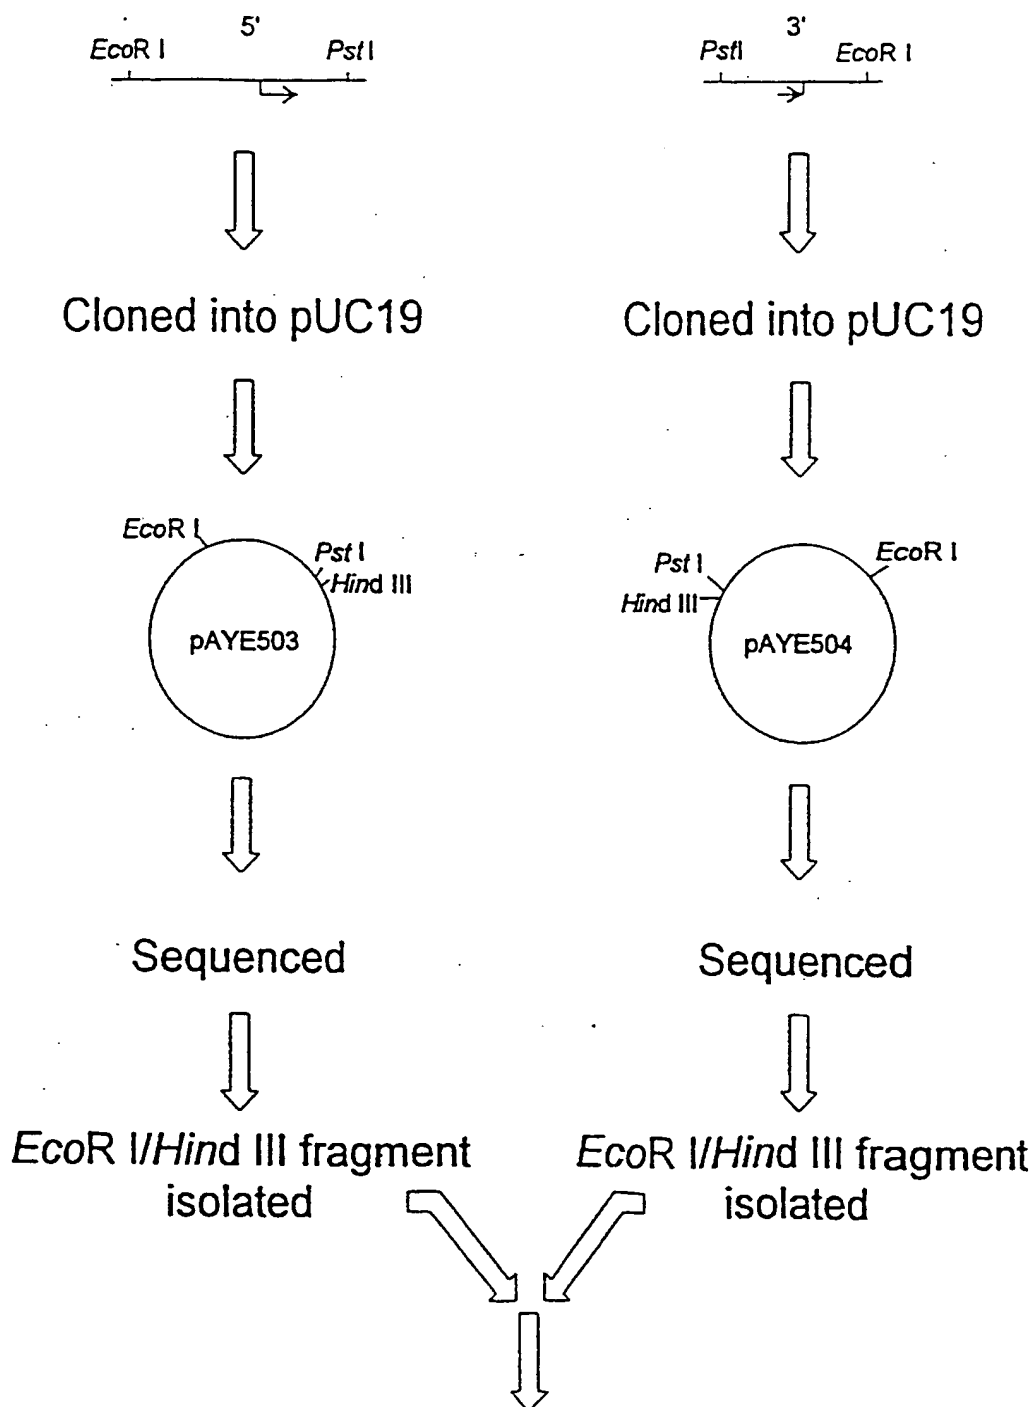 5'
EcoR I
Pst I
3'
PstI
EcoR I
Cloned into pUC19
Cloned into pUC19
EcoR I
Pst I
Hind III
pAYE503
Pst I
Hind III
EcoR I
pAYE504
Sequenced
Sequenced
EcoR I/Hind III fragment
isolated
EcoR I/Hind III fragment
isolated